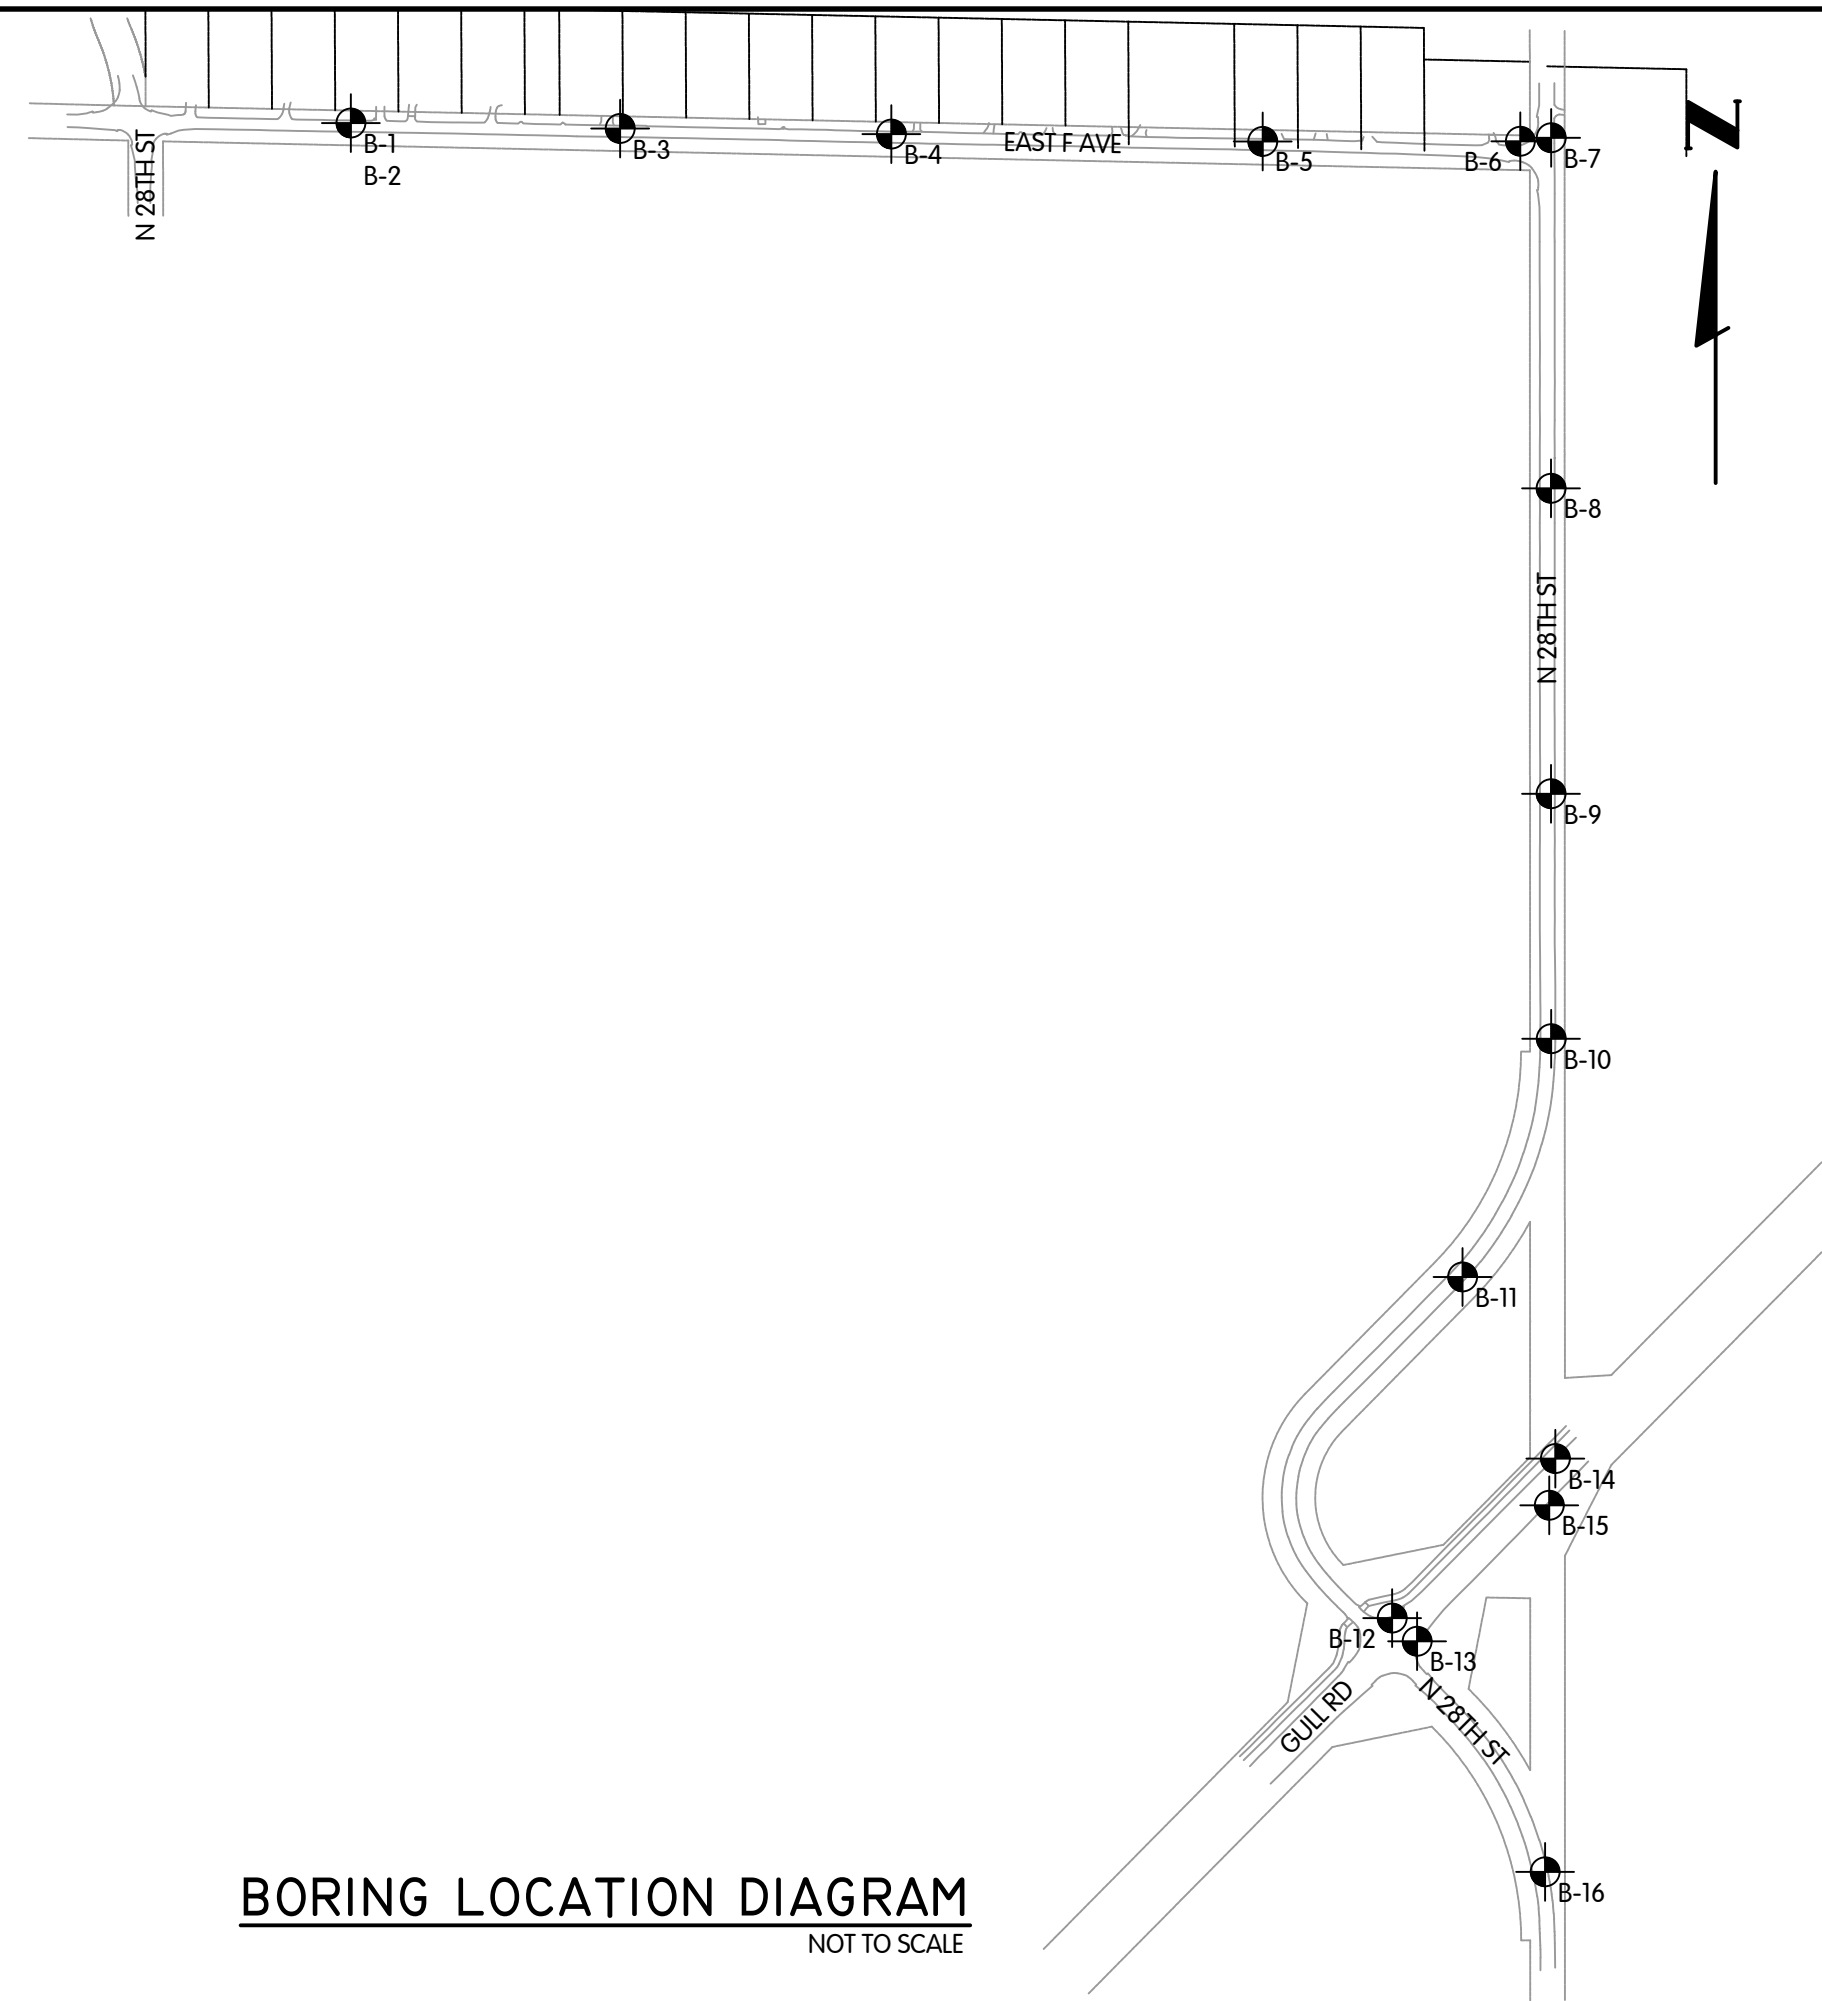 N
B-1
B-2
B-3
B-4
EAST F AVE
B-5
B-6
B-7
N 28TH ST
B-8
N 28TH ST
B-9
B-10
B-11
B-14
B-15
B-12
B-13
GULL RD
N 28TH ST
B-16
BORING LOCATION DIAGRAM
NOT TO SCALE